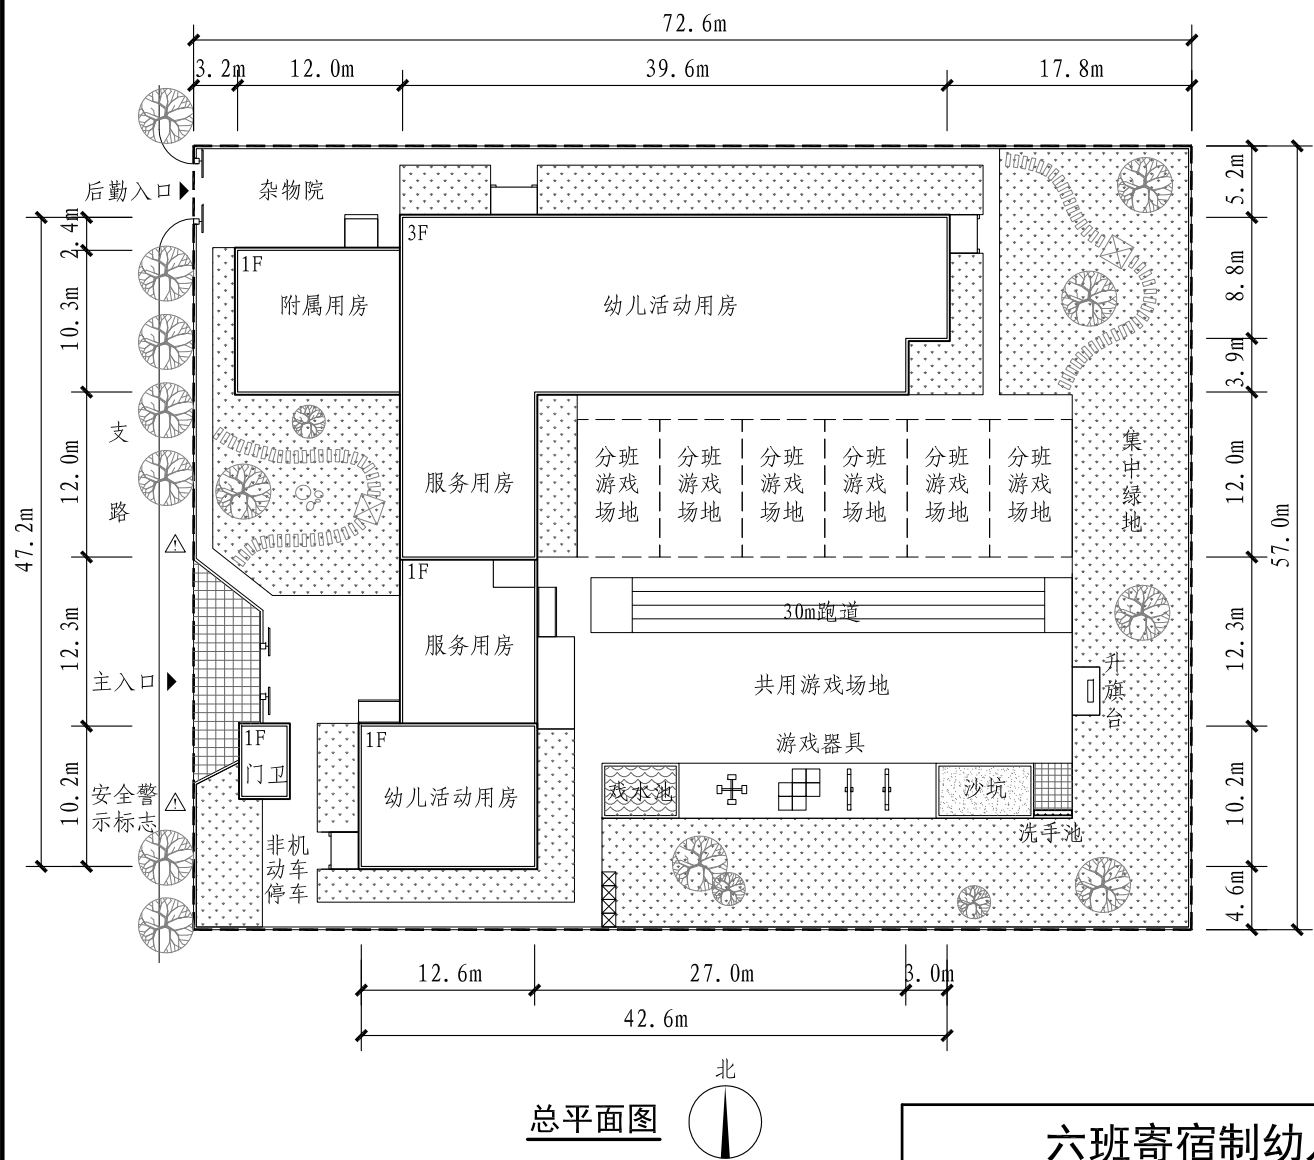 72.6m
3.2m 12.0m 39.6m 17.8m
后勤入口
杂物院
5.2m
2.4m
3F
1F
附属用房
幼儿活动用房
8.8m
10.3m
3.9m
支
路
12.0m
服务用房
分班
游戏
场地
分班
游戏
场地
分班
游戏
场地
分班
游戏
场地
分班
游戏
场地
分班
游戏
场地
集
中
绿
地
12.0m
47.2m
57.0m
1F
服务用房
30m跑道
12.3m
12.3m
主入口
共用游戏场地
升
旗
台
1F
门卫
1F
幼儿活动用房
游戏器具
戏水池
沙坑
洗手池
10.2m
10.2m
安全警
示标志
非机
动车
停车
4.6m
12.6m 27.0m 3.0m
42.6m
北
总平面图
六班寄宿制幼